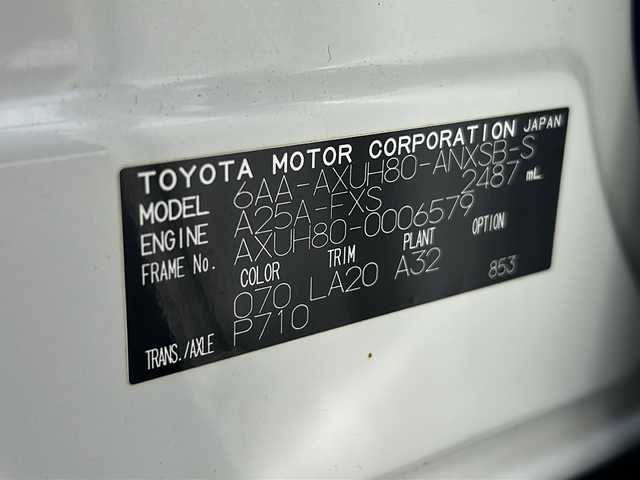 TOYOTA MOTOR CORPORATION JAPAN
MODEL 6AA-AXUH80-ANXSB-S
ENGINE A25A-FXS 2487 mL
FRAME No. AXUH80-0006579
COLOR TRIM PLANT OPTION
070 LA20 A32 853
TRANS./AXLE P710